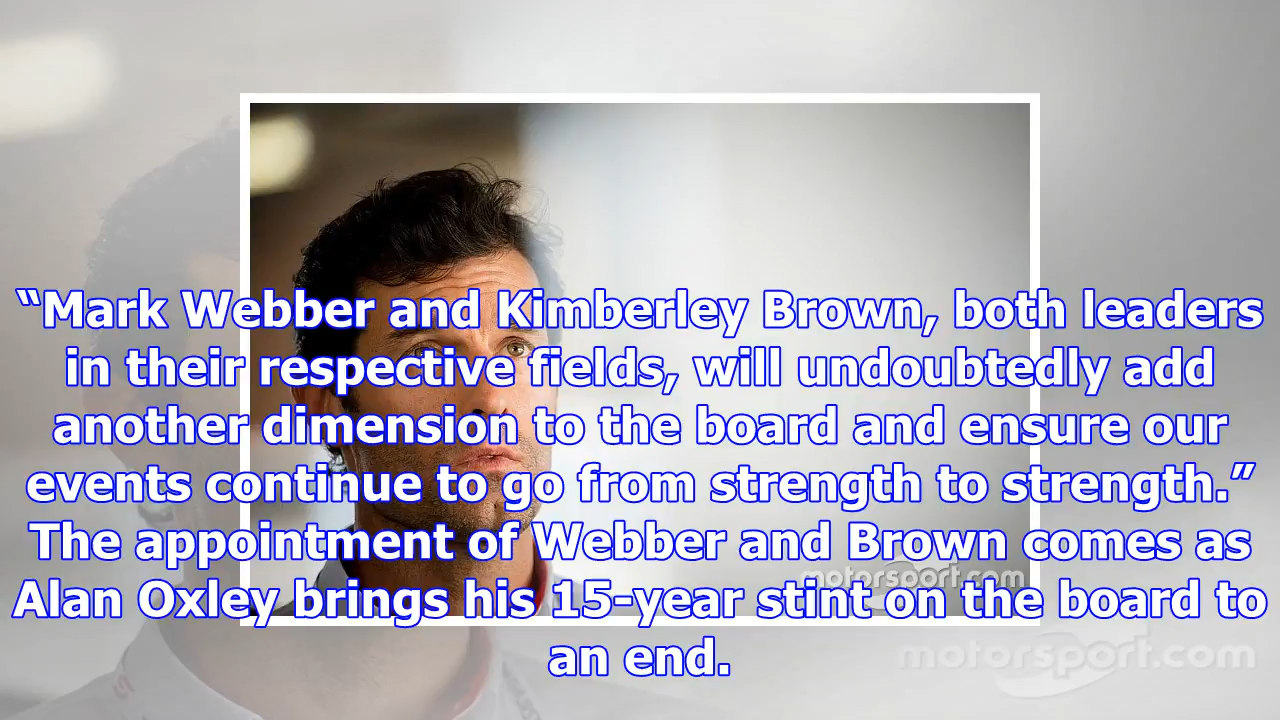 “Mark Webber and Kimberley Brown, both leaders
in their respective fields, will undoubtedly add
another dimension to the board and ensure our
events continue to go from strength to strength.”
The appointment of Webber and Brown comes as
motorsport.com
Alan Oxley brings his 15-year stint on the board to
an end.
motorsport.com